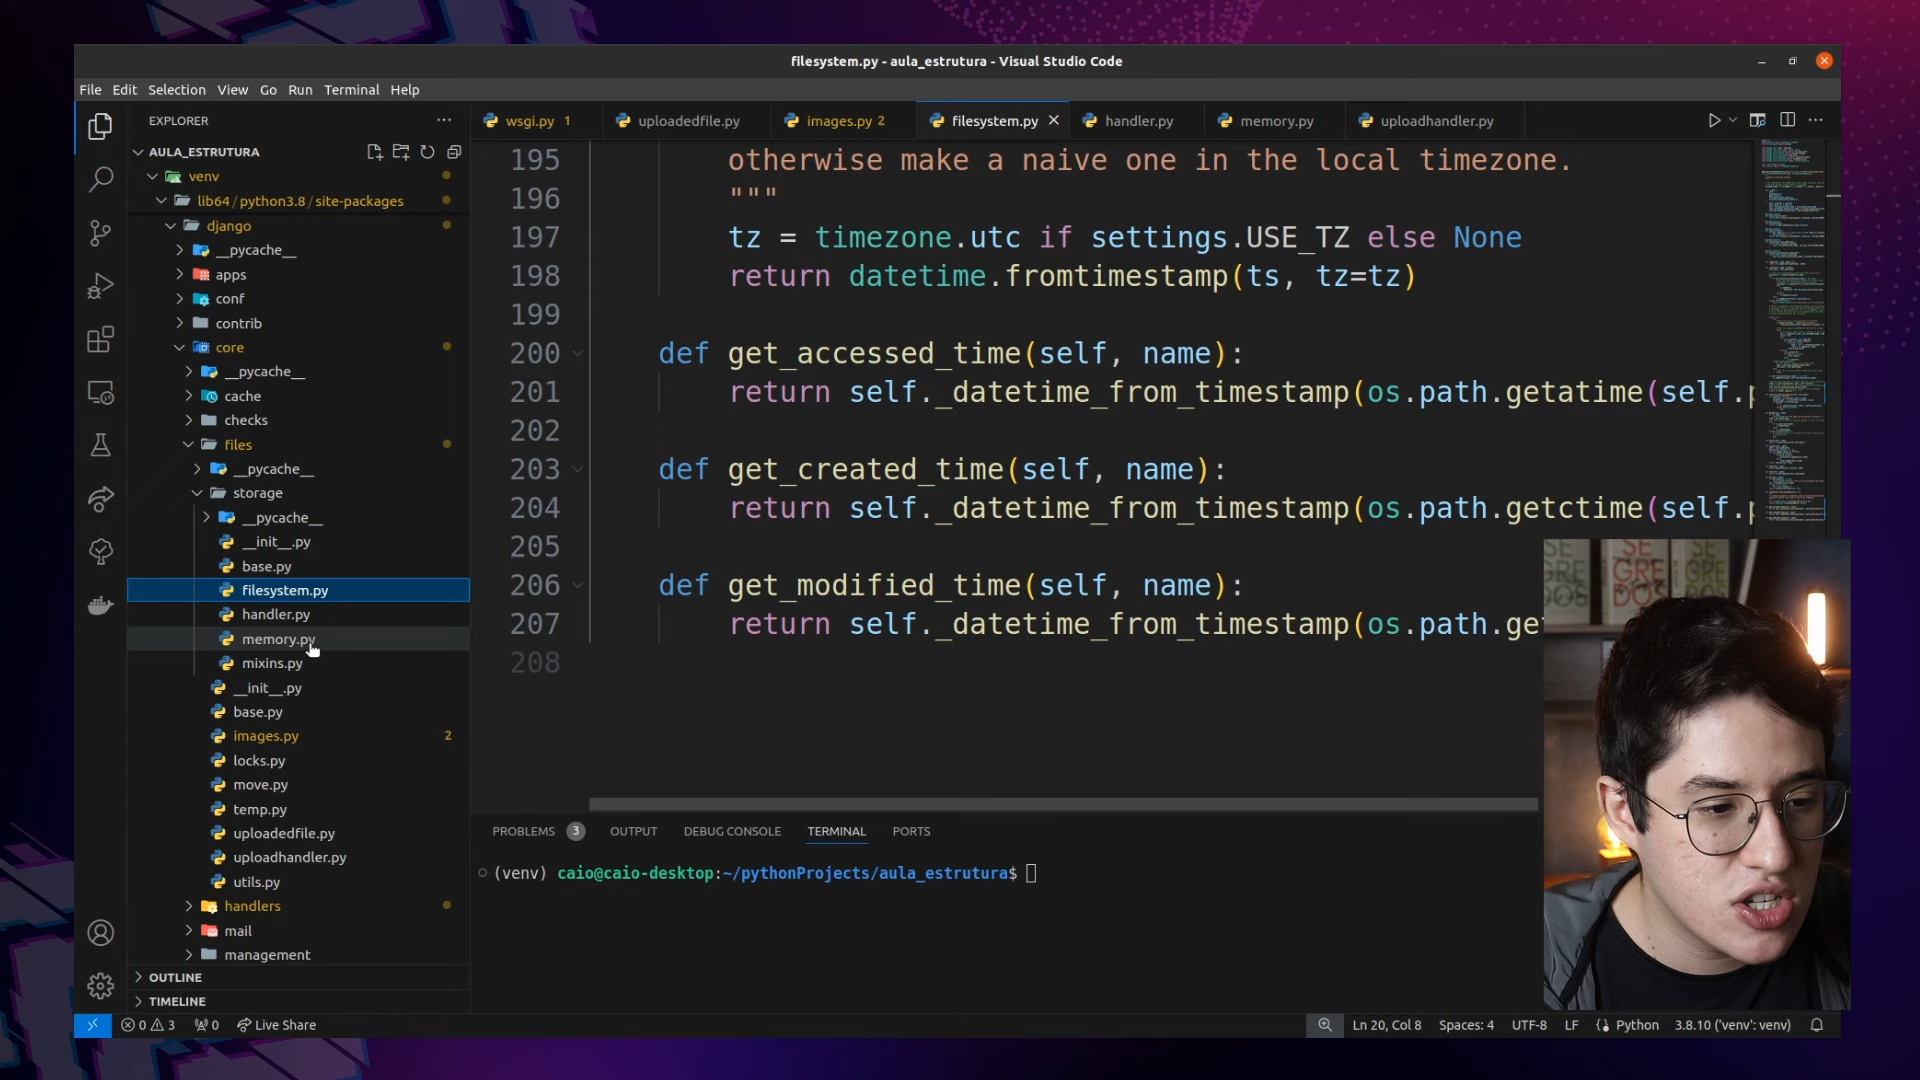 filesystem.py - aula_estrutura - Visual Studio Code
File Edit Selection View Go Run Terminal Help
EXPLORER
AULA_ESTRUTURA
venv
lib64 / python3.8 / site-packages
django
__pycache__
apps
conf
contrib
core
__pycache__
cache
checks
files
__pycache__
storage
__pycache__
__init__.py
base.py
filesystem.py
handler.py
memory.py
mixins.py
__init__.py
base.py
images.py 2
locks.py
move.py
temp.py
uploadedfile.py
uploadhandler.py
utils.py
handlers
mail
management
OUTLINE
TIMELINE
wsgi.py 1 uploadedfile.py images.py 2 filesystem.py handler.py memory.py uploadhandler.py
195 otherwise make a naive one in the local timezone.
196 """
197 tz = timezone.utc if settings.USE_TZ else None
198 return datetime.fromtimestamp(ts, tz=tz)
199
200 def get_accessed_time(self, name):
201 return self._datetime_from_timestamp(os.path.getatime(self.p
202
203 def get_created_time(self, name):
204 return self._datetime_from_timestamp(os.path.getctime(self.p
205
206 def get_modified_time(self, name):
207 return self._datetime_from_timestamp(os.path.ge
208
PROBLEMS 3 OUTPUT DEBUG CONSOLE TERMINAL PORTS
(venv) caio@caio-desktop:~/pythonProjects/aula_estrutura$
SE SE SE
GRE GRE GRE
DOS DOS DOS
0 3 0 Live Share Ln 20, Col 8 Spaces: 4 UTF-8 LF Python 3.8.10 ('venv': venv)